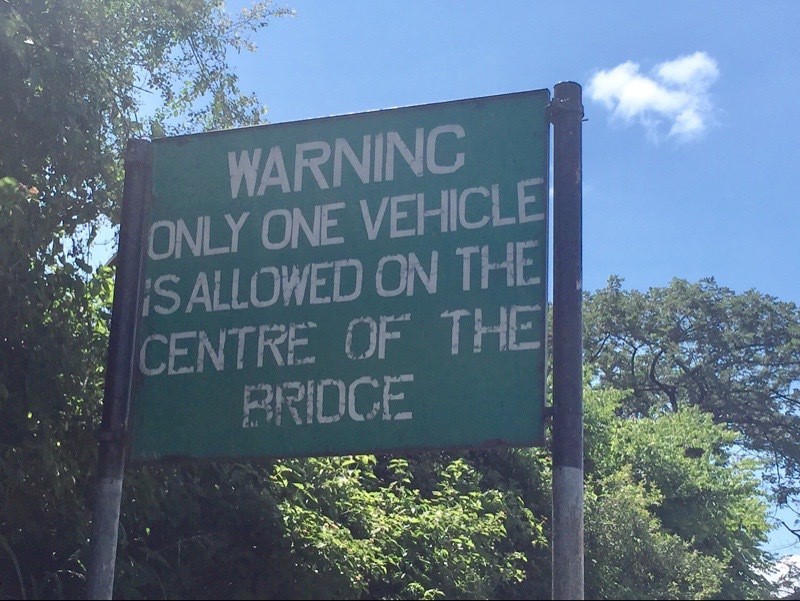 WARNING
ONLY ONE VEHICLE
iS ALLOWED ON THE
CENTRE OF THE
BRIDGE